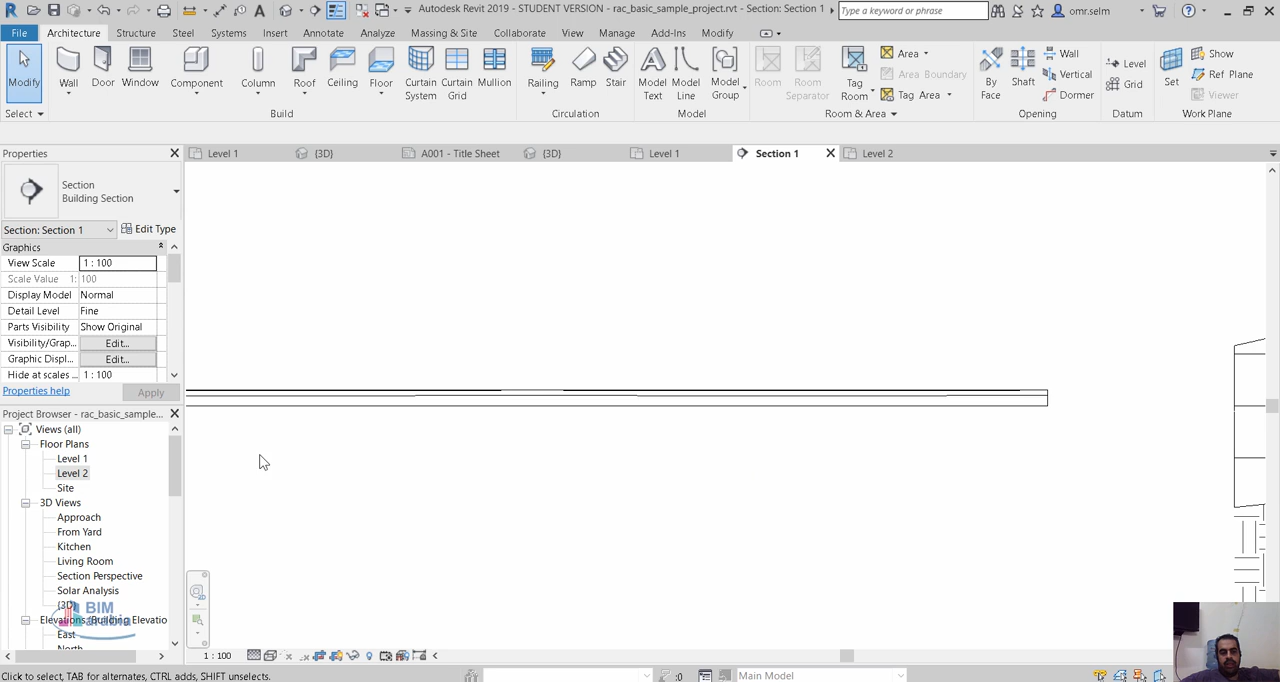 Autodesk Revit 2019 - STUDENT VERSION - rac_basic_sample_project.rvt - Section: Section 1
Type a keyword or phrase
omr.selm
File Architecture Structure Steel Systems Insert Annotate Analyze Massing & Site Collaborate View Manage Add-Ins Modify
Modify Wall Door Window Component Column Roof Ceiling Floor Curtain System Curtain Grid Mullion Railing Ramp Stair Model Text Model Line Model Group Room Room Separator Tag Room
Area
Area Boundary
Tag Area
By Face Shaft
Wall
Vertical
Dormer
Level
Grid
Set
Show
Ref Plane
Viewer
Select Build Circulation Model Room & Area Opening Datum Work Plane
Properties
Level 1 {3D} A001 - Title Sheet {3D} Level 1 Section 1 Level 2
Section
Building Section
Section: Section 1 Edit Type
Graphics
View Scale 1 : 100
Scale Value 1: 100
Display Model Normal
Detail Level Fine
Parts Visibility Show Original
Visibility/Grap... Edit...
Graphic Displ... Edit...
Hide at scales ... 1 : 100
Properties help Apply
Project Browser - rac_basic_sample...
Views (all)
Floor Plans
Level 1
Level 2
Site
3D Views
Approach
From Yard
Kitchen
Living Room
Section Perspective
Solar Analysis
{3D}
BIM
arabia
Elevations (Building Elevatio
East
North
1 : 100
Click to select, TAB for alternates, CTRL adds, SHIFT unselects.
:0
Main Model